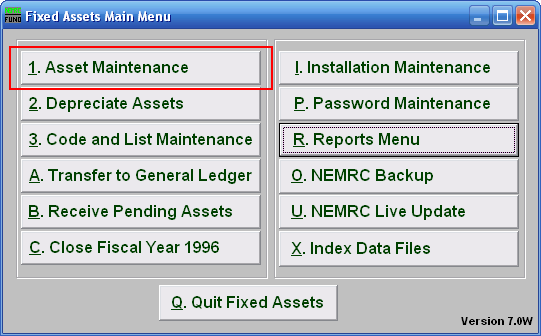 Fixed Assets Main Menu
1. Asset Maintenance
2. Depreciate Assets
3. Code and List Maintenance
A. Transfer to General Ledger
B. Receive Pending Assets
C. Close Fiscal Year 1996
I. Installation Maintenance
P. Password Maintenance
R. Reports Menu
O. NEMRC Backup
U. NEMRC Live Update
X. Index Data Files
Q. Quit Fixed Assets
Version 7.0W